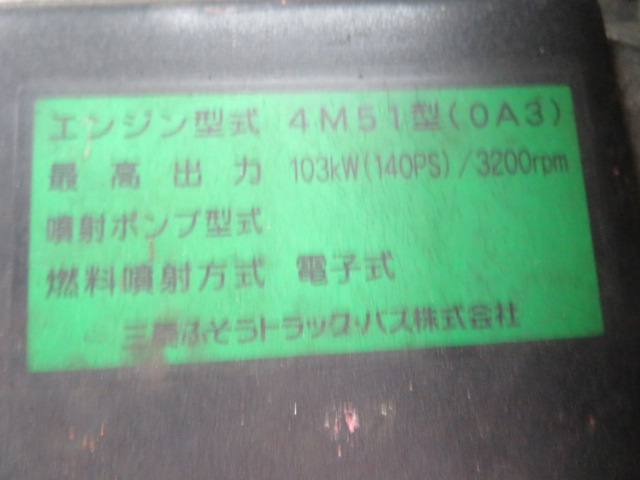 エンジン型式 4M51型(0A3)
最高出力 103kW(140PS)/3200rpm
噴射ポンプ型式
燃料噴射方式 電子式
三菱ふそうトラック・バス株式会社